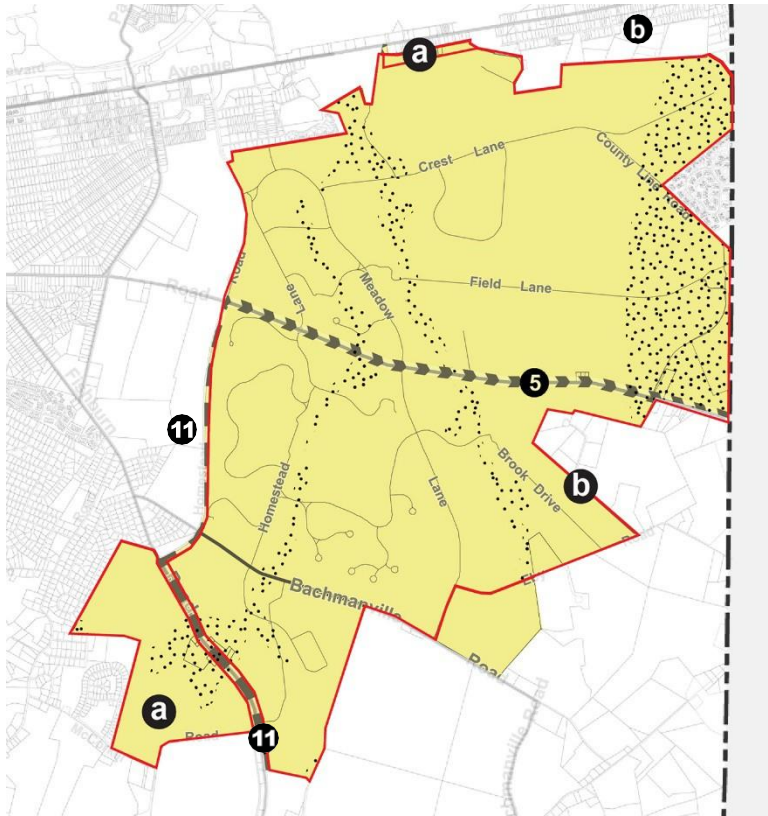 a
b
Avenue
Crest Lane
County Line Road
Road
Road
Lane
Meadow
Field Lane
5
11
Homestead
Lane
Brook Drive
b
Bachmanville
Road
a
Road
11